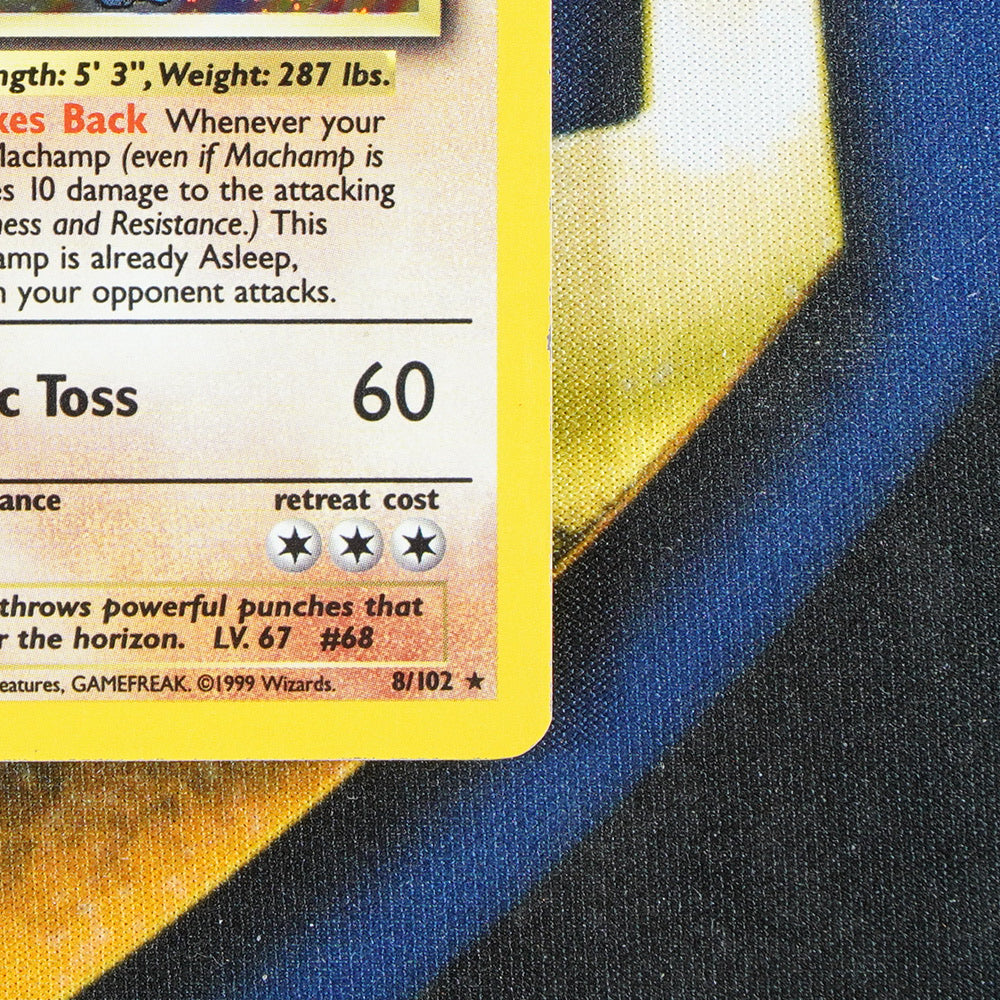 ngth: 5' 3", Weight: 287 lbs.
kes Back Whenever your
Machamp (even if Machamp is
es 10 damage to the attacking
ness and Resistance.) This
amp is already Asleep,
n your opponent attacks.
c Toss 60
ance retreat cost
throws powerful punches that
r the horizon. LV. 67 #68
eatures, GAMEFREAK. ©1999 Wizards. 8/102 ★